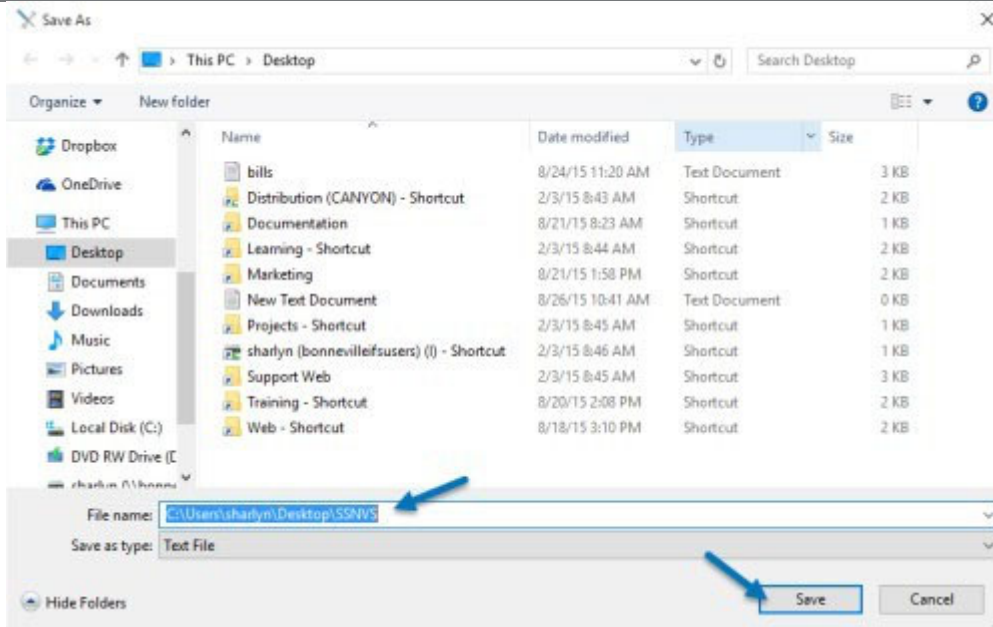 Save As
This PC > Desktop
Search Desktop
Organize
New folder
Dropbox
OneDrive
This PC
Desktop
Documents
Downloads
Music
Pictures
Videos
Local Disk (C:)
DVD RW Drive (
Name Date modified Type Size
bills 8/24/15 11:20 AM Text Document 3 KB
Distribution (CANYON) - Shortcut 2/3/15 8:43 AM Shortcut 2 KB
Documentation 8/21/15 8:23 AM Shortcut 1 KB
Learning - Shortcut 2/3/15 8:44 AM Shortcut 2 KB
Marketing 8/21/15 1:58 PM Shortcut 2 KB
New Text Document 8/26/15 10:41 AM Text Document 0 KB
Projects - Shortcut 2/3/15 8:45 AM Shortcut 1 KB
sharlyn (bonnevilleifsusers) (I) - Shortcut 2/3/15 8:46 AM Shortcut 1 KB
Support Web 2/3/15 8:45 AM Shortcut 3 KB
Training - Shortcut 8/20/15 2:08 PM Shortcut 2 KB
Web - Shortcut 8/18/15 3:10 PM Shortcut 2 KB
File name: C:\Users\sharlyn\Desktop\SSNVS
Save as type: Text File
Hide Folders
Save
Cancel